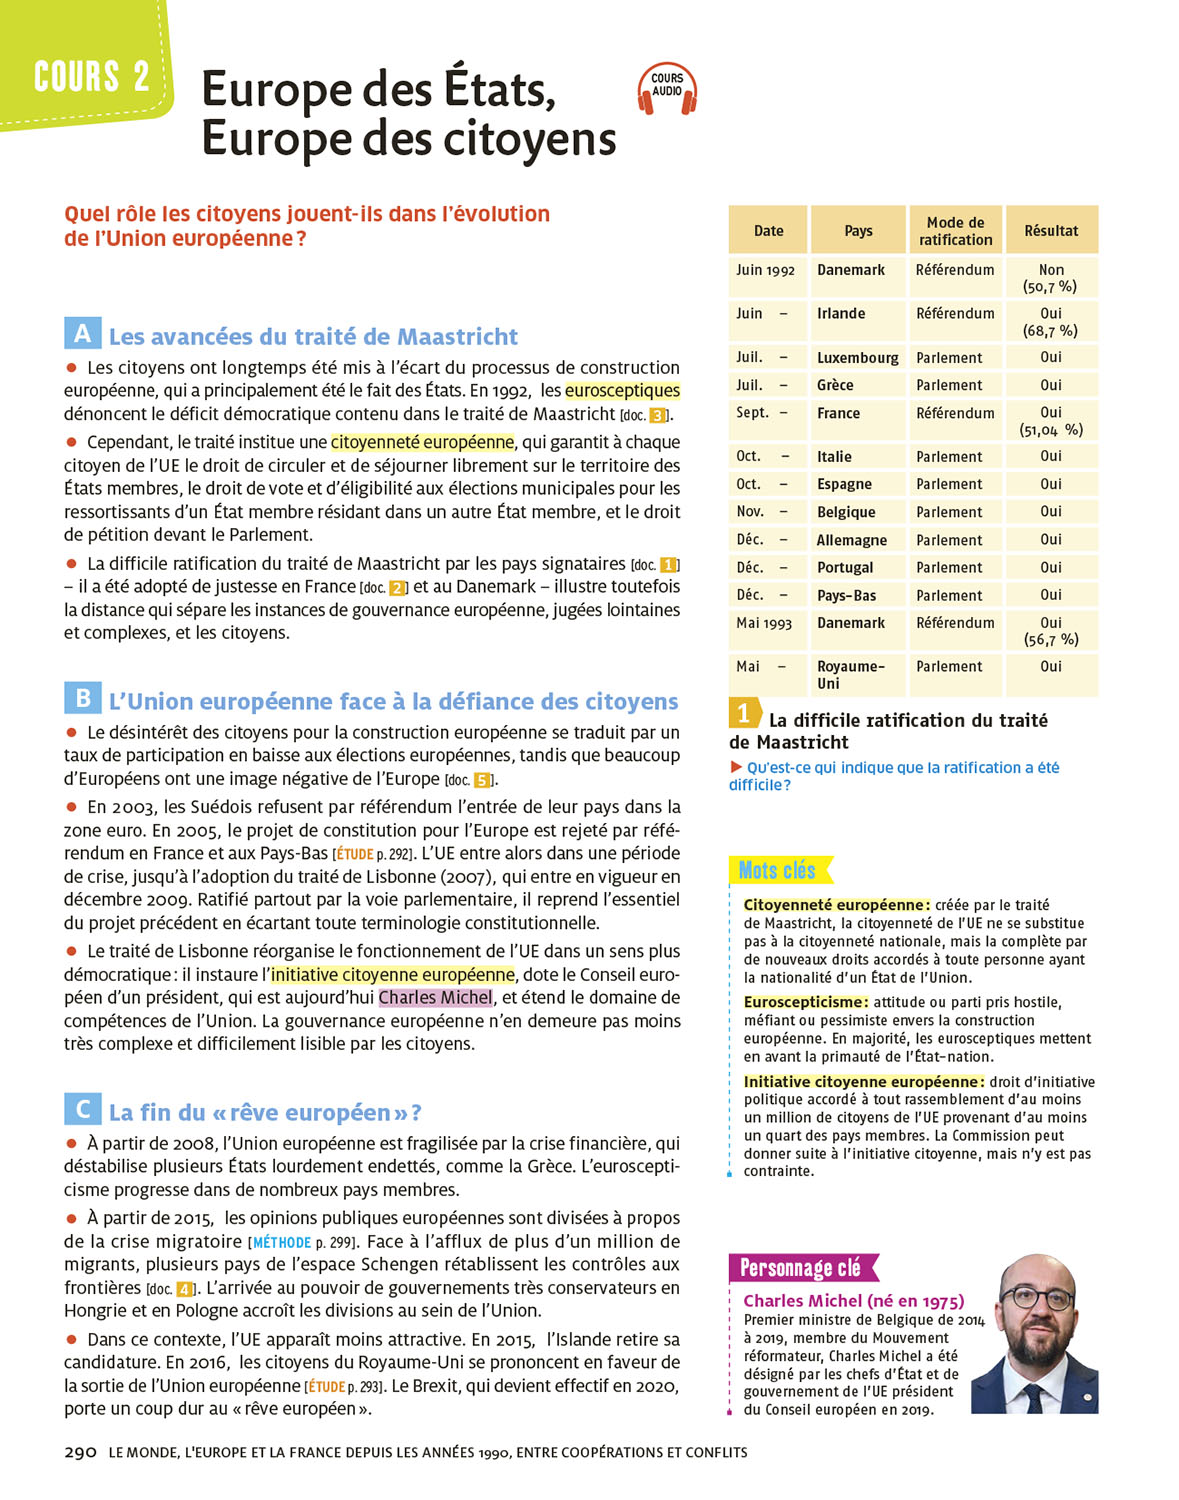 COURS 2
Europe des États,
Europe des citoyens
COURS
AUDIO
Quel rôle les citoyens jouent-ils dans l'évolution
de l'Union européenne ?
A Les avancées du traité de Maastricht
• Les citoyens ont longtemps été mis à l'écart du processus de construction
européenne, qui a principalement été le fait des États. En 1992, les eurosceptiques
dénoncent le déficit démocratique contenu dans le traité de Maastricht [doc. 3].
• Cependant, le traité institue une citoyenneté européenne, qui garantit à chaque
citoyen de l'UE le droit de circuler et de séjourner librement sur le territoire des
États membres, le droit de vote et d'éligibilité aux élections municipales pour les
ressortissants d'un État membre résidant dans un autre État membre, et le droit
de pétition devant le Parlement.
• La difficile ratification du traité de Maastricht par les pays signataires [doc. 1]
– il a été adopté de justesse en France [doc. 2] et au Danemark – illustre toutefois
la distance qui sépare les instances de gouvernance européenne, jugées lointaines
et complexes, et les citoyens.
B L'Union européenne face à la défiance des citoyens
• Le désintérêt des citoyens pour la construction européenne se traduit par un
taux de participation en baisse aux élections européennes, tandis que beaucoup
d'Européens ont une image négative de l'Europe [doc. 5].
• En 2003, les Suédois refusent par référendum l'entrée de leur pays dans la
zone euro. En 2005, le projet de constitution pour l'Europe est rejeté par réfé-
rendum en France et aux Pays-Bas [ÉTUDE p. 292]. L'UE entre alors dans une période
de crise, jusqu'à l'adoption du traité de Lisbonne (2007), qui entre en vigueur en
décembre 2009. Ratifié partout par la voie parlementaire, il reprend l'essentiel
du projet précédent en écartant toute terminologie constitutionnelle.
• Le traité de Lisbonne réorganise le fonctionnement de l'UE dans un sens plus
démocratique : il instaure l'initiative citoyenne européenne, dote le Conseil euro-
péen d'un président, qui est aujourd'hui Charles Michel, et étend le domaine de
compétences de l'Union. La gouvernance européenne n'en demeure pas moins
très complexe et difficilement lisible par les citoyens.
C La fin du « rêve européen » ?
• À partir de 2008, l'Union européenne est fragilisée par la crise financière, qui
déstabilise plusieurs États lourdement endettés, comme la Grèce. L'euroscepti-
cisme progresse dans de nombreux pays membres.
• À partir de 2015, les opinions publiques européennes sont divisées à propos
de la crise migratoire [MÉTHODE p. 299]. Face à l'afflux de plus d'un million de
migrants, plusieurs pays de l'espace Schengen rétablissent les contrôles aux
frontières [doc. 4]. L'arrivée au pouvoir de gouvernements très conservateurs en
Hongrie et en Pologne accroît les divisions au sein de l'Union.
• Dans ce contexte, l'UE apparaît moins attractive. En 2015, l'Islande retire sa
candidature. En 2016, les citoyens du Royaume-Uni se prononcent en faveur de
la sortie de l'Union européenne [ÉTUDE p. 293]. Le Brexit, qui devient effectif en 2020,
porte un coup dur au « rêve européen ».
Date Pays Mode de ratification Résultat
Juin 1992 Danemark Référendum Non
(50,7 %)
Juin – Irlande Référendum Oui
(68,7 %)
Juil. – Luxembourg Parlement Oui
Juil. – Grèce Parlement Oui
Sept. – France Référendum Oui
(51,04 %)
Oct. – Italie Parlement Oui
Oct. – Espagne Parlement Oui
Nov. – Belgique Parlement Oui
Déc. – Allemagne Parlement Oui
Déc. – Portugal Parlement Oui
Déc. – Pays-Bas Parlement Oui
Mai 1993 Danemark Référendum Oui
(56,7 %)
Mai – Royaume- Parlement Oui
Uni
1 La difficile ratification du traité
de Maastricht
▶ Qu'est-ce qui indique que la ratification a été
difficile ?
Mots clés
Citoyenneté européenne : créée par le traité
de Maastricht, la citoyenneté de l'UE ne se substitue
pas à la citoyenneté nationale, mais la complète par
de nouveaux droits accordés à toute personne ayant
la nationalité d'un État de l'Union.
Euroscepticisme : attitude ou parti pris hostile,
méfiant ou pessimiste envers la construction
européenne. En majorité, les eurosceptiques mettent
en avant la primauté de l'État-nation.
Initiative citoyenne européenne : droit d'initiative
politique accordé à tout rassemblement d'au moins
un million de citoyens de l'UE provenant d'au moins
un quart des pays membres. La Commission peut
donner suite à l'initiative citoyenne, mais n'y est pas
contrainte.
Personnage clé
Charles Michel (né en 1975)
Premier ministre de Belgique de 2014
à 2019, membre du Mouvement
réformateur, Charles Michel a été
désigné par les chefs d'État et de
gouvernement de l'UE président
du Conseil européen en 2019.
290 LE MONDE, L'EUROPE ET LA FRANCE DEPUIS LES ANNÉES 1990, ENTRE COOPÉRATIONS ET CONFLITS